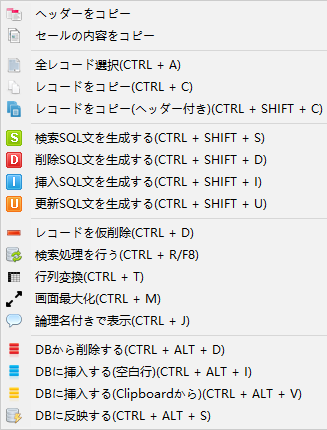 ヘッダーをコピー
セールの内容をコピー
全レコード選択(CTRL + A)
レコードをコピー(CTRL + C)
レコードをコピー(ヘッダー付き)(CTRL + SHIFT + C)
S 検索SQL文を生成する(CTRL + SHIFT + S)
D 削除SQL文を生成する(CTRL + SHIFT + D)
I 挿入SQL文を生成する(CTRL + SHIFT + I)
U 更新SQL文を生成する(CTRL + SHIFT + U)
レコードを仮削除(CTRL + D)
検索処理を行う(CTRL + R/F8)
行列変換(CTRL + T)
画面最大化(CTRL + M)
論理名付きで表示(CTRL + J)
DBから削除する(CTRL + ALT + D)
DBに挿入する(空白行)(CTRL + ALT + I)
DBに挿入する(Clipboardから)(CTRL + ALT + V)
DBに反映する(CTRL + ALT + S)